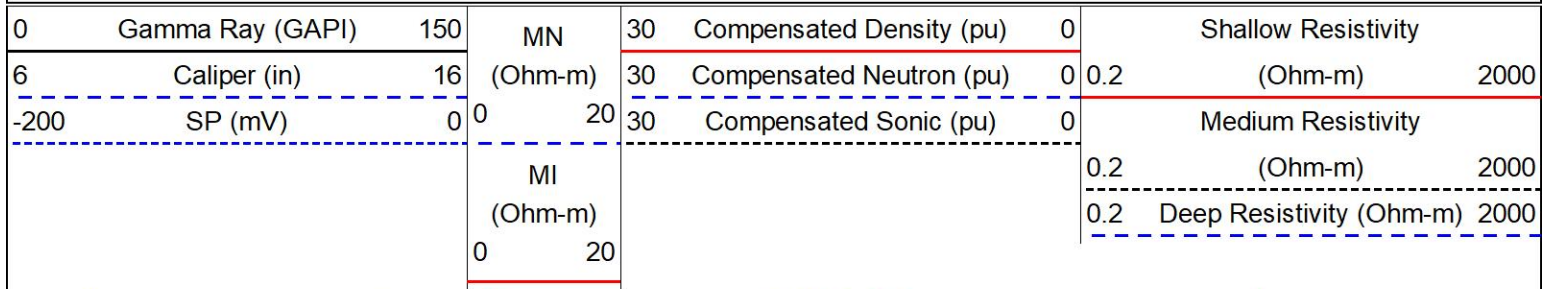 0 Gamma Ray (GAPI) 150
6 Caliper (in) 16
-200 SP (mV) 0
MN
(Ohm-m)
0 20
MI
(Ohm-m)
0 20
30 Compensated Density (pu) 0
30 Compensated Neutron (pu) 0
30 Compensated Sonic (pu) 0
Shallow Resistivity
0.2 (Ohm-m) 2000
Medium Resistivity
0.2 (Ohm-m) 2000
0.2 Deep Resistivity (Ohm-m) 2000